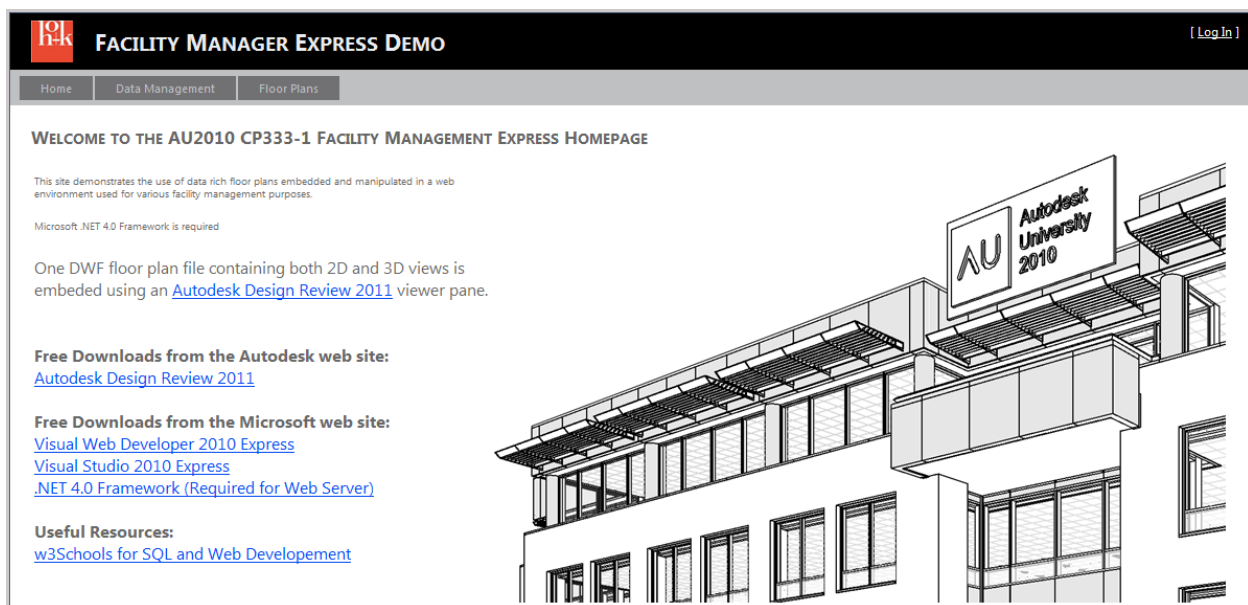 hok
FACILITY MANAGER EXPRESS DEMO
[ Log In ]
Home
Data Management
Floor Plans
WELCOME TO THE AU2010 CP333-1 FACILITY MANAGEMENT EXPRESS HOMEPAGE
This site demonstrates the use of data rich floor plans embedded and manipulated in a web
environment used for various facility management purposes.
Microsoft .NET 4.0 Framework is required
One DWF floor plan file containing both 2D and 3D views is
embeded using an Autodesk Design Review 2011 viewer pane.
Free Downloads from the Autodesk web site:
Autodesk Design Review 2011
Free Downloads from the Microsoft web site:
Visual Web Developer 2010 Express
Visual Studio 2010 Express
.NET 4.0 Framework (Required for Web Server)
Useful Resources:
w3Schools for SQL and Web Developement
AU
Autodesk
University
2010